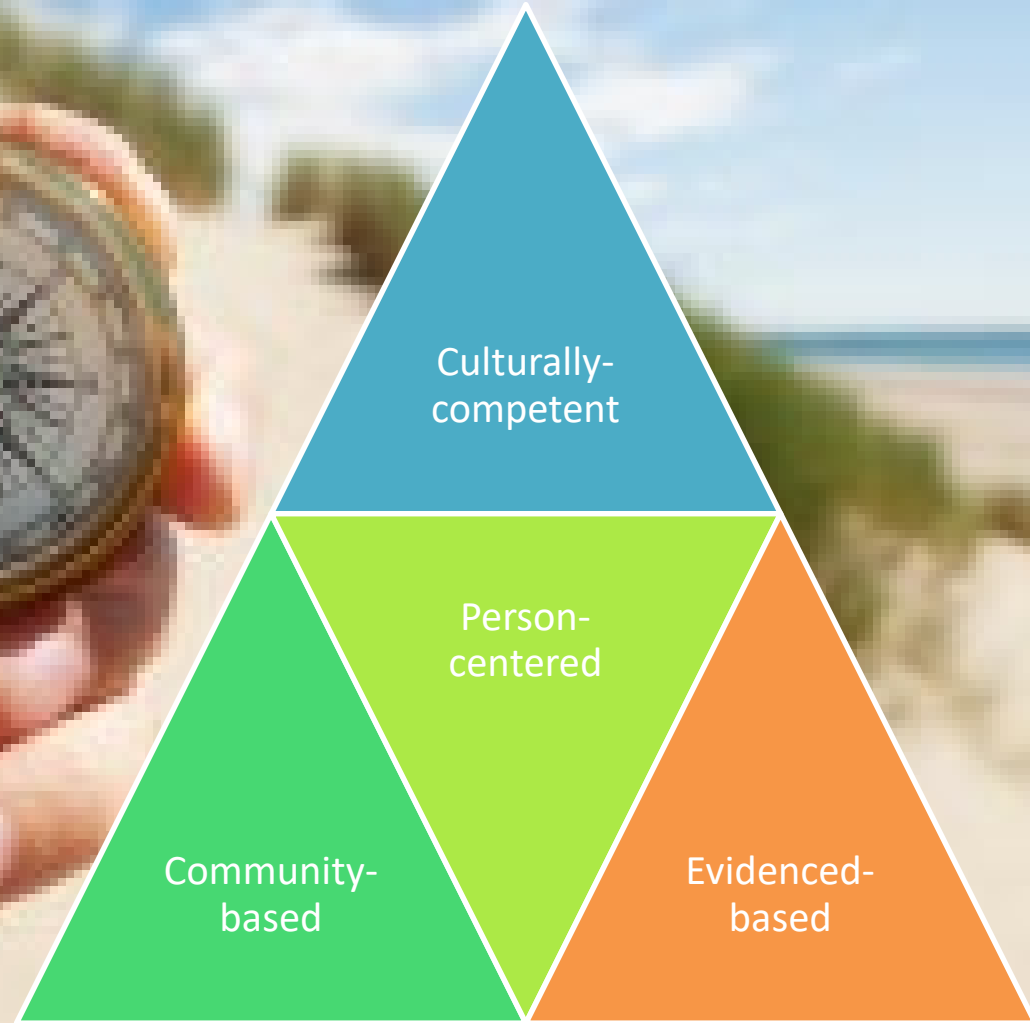 Culturally-
competent
Person-
centered
Community-
based
Evidenced-
based